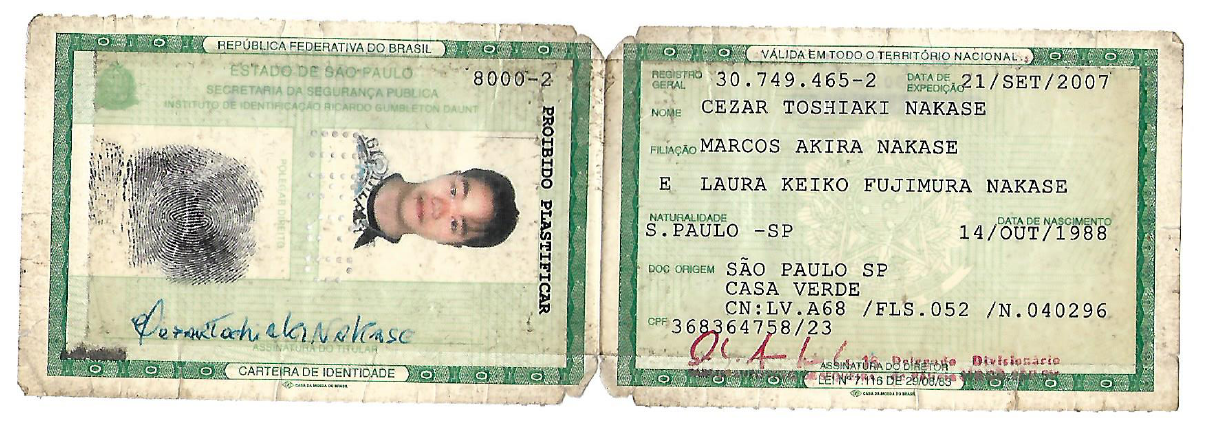 REPÚBLICA FEDERATIVA DO BRASIL
ESTADO DE SÃO PAULO
SECRETARIA DA SEGURANÇA PÚBLICA
INSTITUTO DE IDENTIFICAÇÃO RICARDO GUMBLETON DAUNT
8000-2
PROIBIDO PLASTIFICAR
POLEGAR DIREITO
Cezar Toshiaki Nakase
ASSINATURA DO TITULAR
CARTEIRA DE IDENTIDADE
CASA DA MOEDA DO BRASIL
VÁLIDA EM TODO O TERRITÓRIO NACIONAL
REGISTRO GERAL 30.749.465-2 DATA DE EXPEDIÇÃO 21/SET/2007
NOME CEZAR TOSHIAKI NAKASE
FILIAÇÃO MARCOS AKIRA NAKASE
E LAURA KEIKO FUJIMURA NAKASE
NATURALIDADE DATA DE NASCIMENTO
S.PAULO -SP 14/OUT/1988
DOC ORIGEM SÃO PAULO SP
CASA VERDE
CN:LV.A68 /FLS.052 /N.040296
CPF 368364758/23
Delegado Divisionário
ASSINATURA DO DIRETOR
LEI Nº 7.116 DE 29/08/83
CASA DA MOEDA DO BRASIL